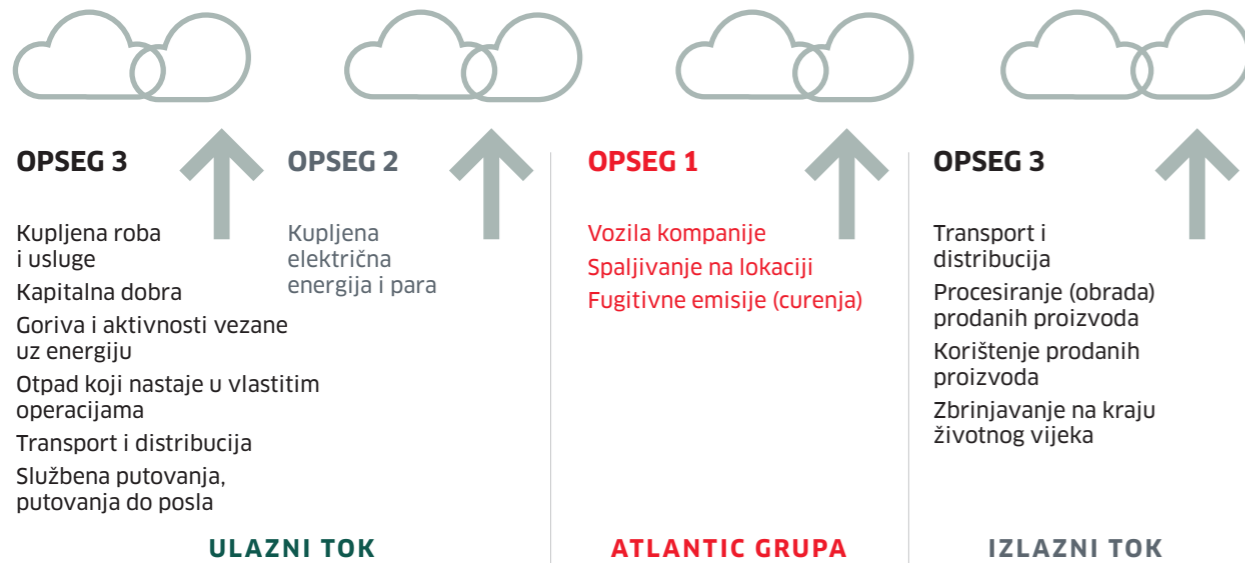 OPSEG 3
Kupljena roba
i usluge
Kapitalna dobra
Goriva i aktivnosti vezane
uz energiju
Otpad koji nastaje u vlastitim
operacijama
Transport i distribucija
Službena putovanja,
putovanja do posla
OPSEG 2
Kupljena
električna
energija i para
ULAZNI TOK
OPSEG 1
Vozila kompanije
Spaljivanje na lokaciji
Fugitivne emisije (curenja)
ATLANTIC GRUPA
OPSEG 3
Transport i
distribucija
Procesiranje (obrada)
prodanih proizvoda
Korištenje prodanih
proizvoda
Zbrinjavanje na kraju
životnog vijeka
IZLAZNI TOK